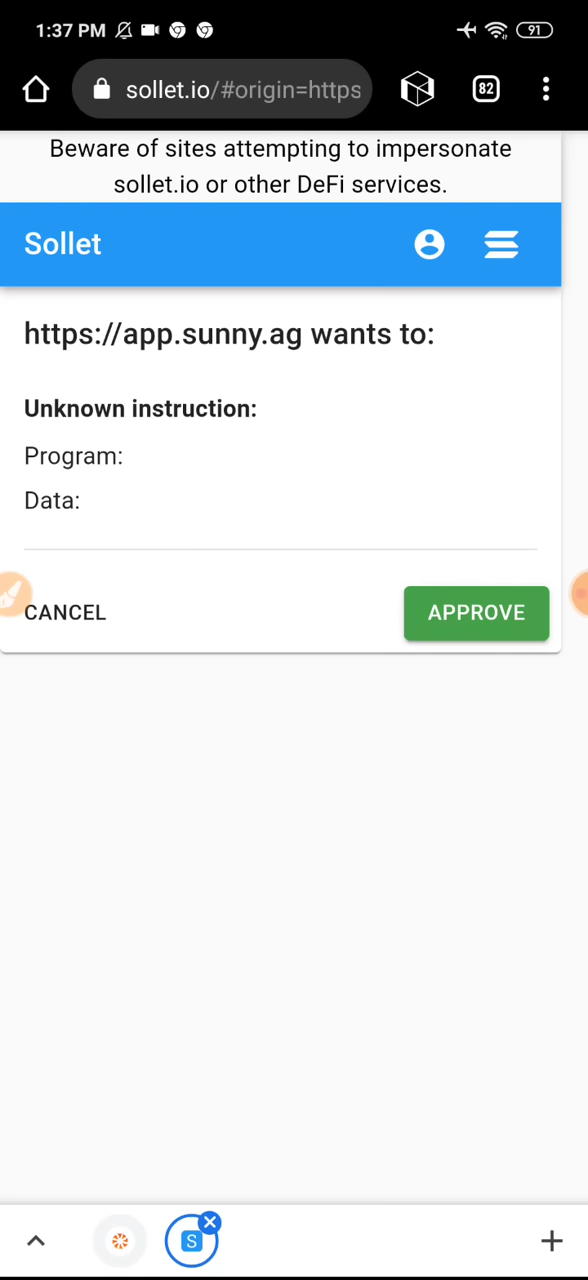 1:37 PM
91
sollet.io/#origin=https
82
Beware of sites attempting to impersonate
sollet.io or other DeFi services.
Sollet
https://app.sunny.ag wants to:
Unknown instruction:
Program:
Data:
CANCEL
APPROVE
S